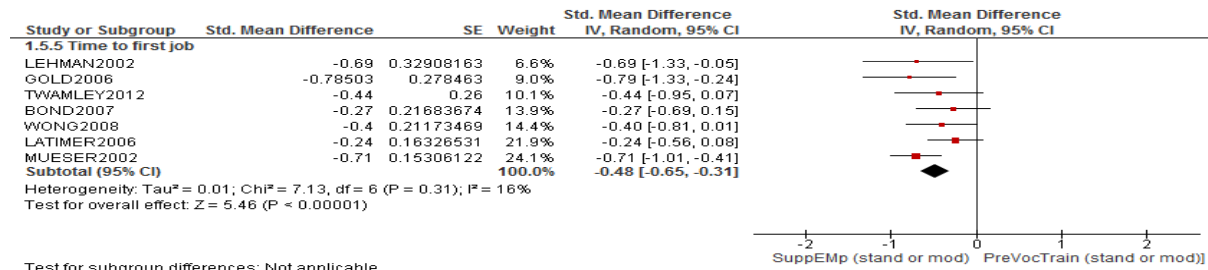 Std. Mean Difference Std. Mean Difference
Study or Subgroup Std. Mean Difference SE Weight IV, Random, 95% CI IV, Random, 95% CI
1.5.5 Time to first job
LEHMAN2002 -0.69 0.32908163 6.6% -0.69 [-1.33, -0.05]
GOLD2006 -0.78503 0.278463 9.0% -0.79 [-1.33, -0.24]
TWAMLEY2012 -0.44 0.26 10.1% -0.44 [-0.95, 0.07]
BOND2007 -0.27 0.21683674 13.9% -0.27 [-0.69, 0.15]
WONG2008 -0.4 0.21173469 14.4% -0.40 [-0.81, 0.01]
LATIMER2006 -0.24 0.16326531 21.9% -0.24 [-0.56, 0.08]
MUESER2002 -0.71 0.15306122 24.1% -0.71 [-1.01, -0.41]
Subtotal (95% CI) 100.0% -0.48 [-0.65, -0.31]
Heterogeneity: Tau² = 0.01; Chi² = 7.13, df = 6 (P = 0.31); I² = 16%
Test for overall effect: Z = 5.46 (P < 0.00001)
-2 -1 0 1 2
SuppEMp (stand or mod) PreVocTrain (stand or mod)]
Test for subgroup differences: Not applicable